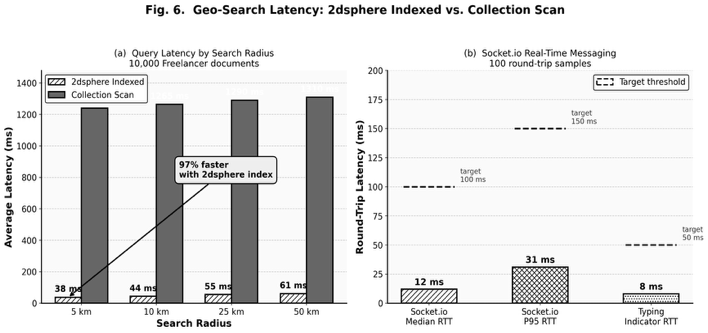 Fig. 6.  Geo-Search Latency: 2dsphere Indexed vs. Collection Scan
(a)  Query Latency by Search Radius
10,000 Freelancer documents
2dsphere Indexed
Collection Scan
Average Latency (ms)
1400
1200
1000
800
600
400
200
0
97% faster
with 2dsphere index
38 ms
44 ms
55 ms
61 ms
5 km
10 km
25 km
50 km
Search Radius
(b)  Socket.io Real-Time Messaging
100 round-trip samples
Target threshold
Round-Trip Latency (ms)
200
175
150
125
100
75
50
25
0
target
100 ms
target
150 ms
target
50 ms
12 ms
31 ms
8 ms
Socket.io
Median RTT
Socket.io
P95 RTT
Typing
Indicator RTT